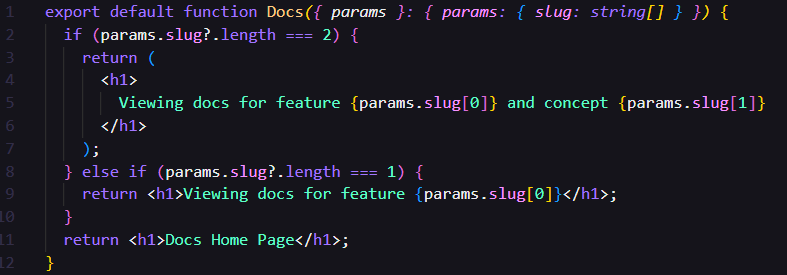 1 export default function Docs({ params }: { params: { slug: string[] } }) {
2 if (params.slug?.length === 2) {
3 return (
4 <h1>
5 Viewing docs for feature {params.slug[0]} and concept {params.slug[1]}
6 </h1>
7 );
8 } else if (params.slug?.length === 1) {
9 return <h1>Viewing docs for feature {params.slug[0]}</h1>;
10 }
11 return <h1>Docs Home Page</h1>;
12 }